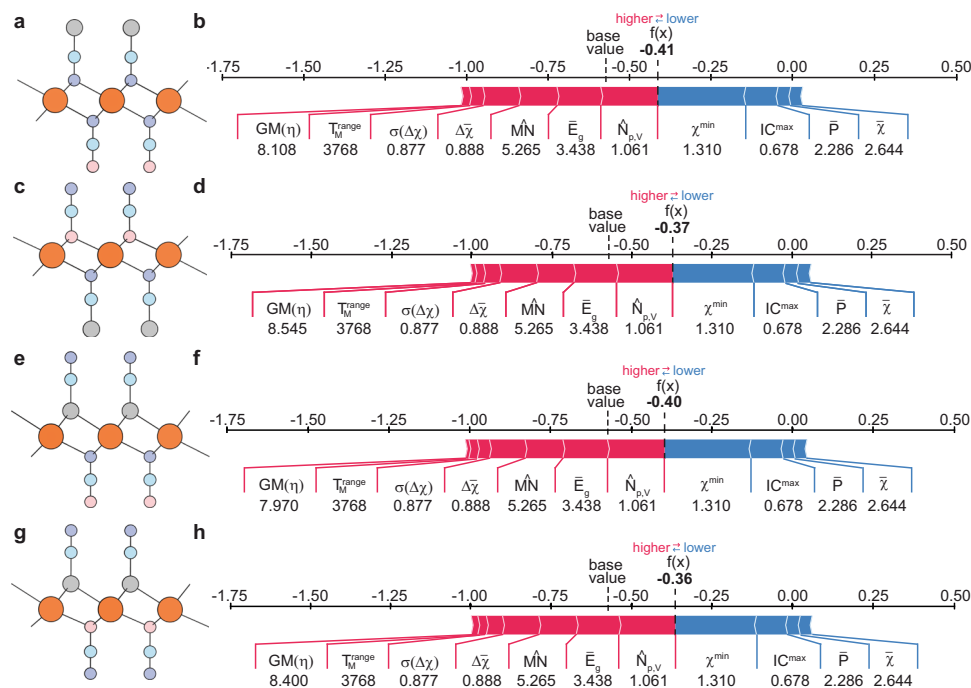 a
b
higher ⇄ lower
base value
f(x)
-0.41
-1.75 -1.50 -1.25 -1.00 -0.75 -0.50 -0.25 0.00 0.25 0.50
GM(η) T_M^range σ(Δχ) Δχ̄ M̂N Ē_g N̂_p,V χ^min IC^max P̄ χ̄
8.108 3768 0.877 0.888 5.265 3.438 1.061 1.310 0.678 2.286 2.644
c
d
higher ⇄ lower
base value
f(x)
-0.37
-1.75 -1.50 -1.25 -1.00 -0.75 -0.50 -0.25 0.00 0.25 0.50
GM(η) T_M^range σ(Δχ) Δχ̄ M̂N Ē_g N̂_p,V χ^min IC^max P̄ χ̄
8.545 3768 0.877 0.888 5.265 3.438 1.061 1.310 0.678 2.286 2.644
e
f
higher ⇄ lower
base value
f(x)
-0.40
-1.75 -1.50 -1.25 -1.00 -0.75 -0.50 -0.25 0.00 0.25 0.50
GM(η) T_M^range σ(Δχ) Δχ̄ M̂N Ē_g N̂_p,V χ^min IC^max P̄ χ̄
7.970 3768 0.877 0.888 5.265 3.438 1.061 1.310 0.678 2.286 2.644
g
h
higher ⇄ lower
base value
f(x)
-0.36
-1.75 -1.50 -1.25 -1.00 -0.75 -0.50 -0.25 0.00 0.25 0.50
GM(η) T_M^range σ(Δχ) Δχ̄ M̂N Ē_g N̂_p,V χ^min IC^max P̄ χ̄
8.400 3768 0.877 0.888 5.265 3.438 1.061 1.310 0.678 2.286 2.644